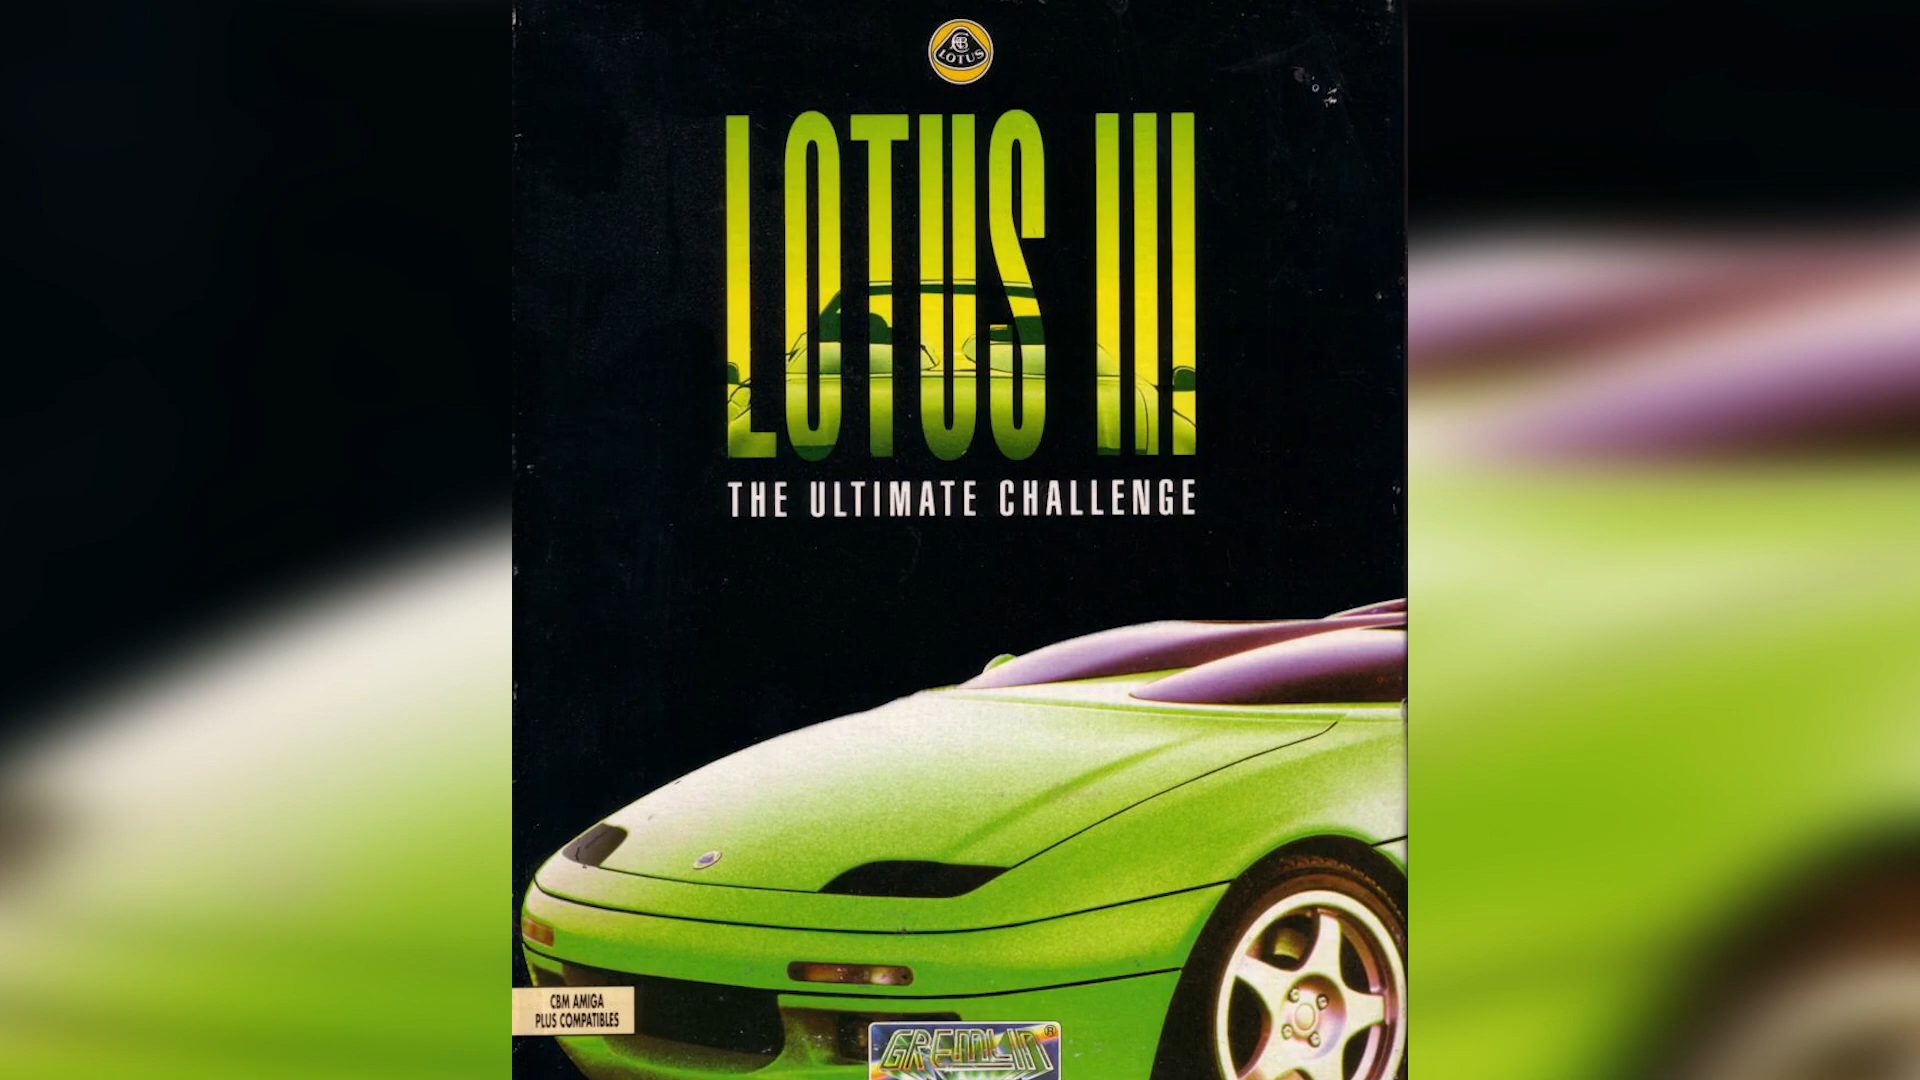 LOTUS
LOTUS III
THE ULTIMATE CHALLENGE
CBM AMIGA
PLUS COMPATIBLES
GREMLIN ®